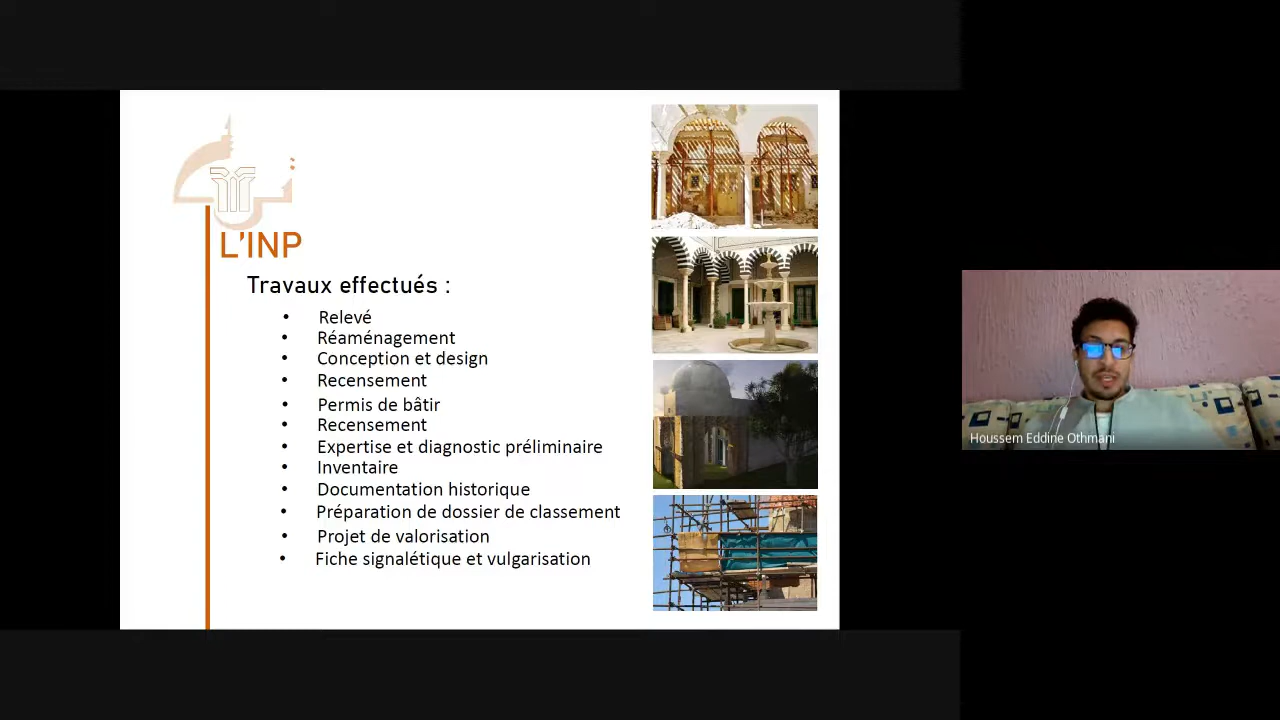 L'INP
Travaux effectués :
• Relevé
• Réaménagement
• Conception et design
• Recensement
• Permis de bâtir
• Recensement
• Expertise et diagnostic préliminaire
• Inventaire
• Documentation historique
• Préparation de dossier de classement
• Projet de valorisation
• Fiche signalétique et vulgarisation
Houssem Eddine Othmani